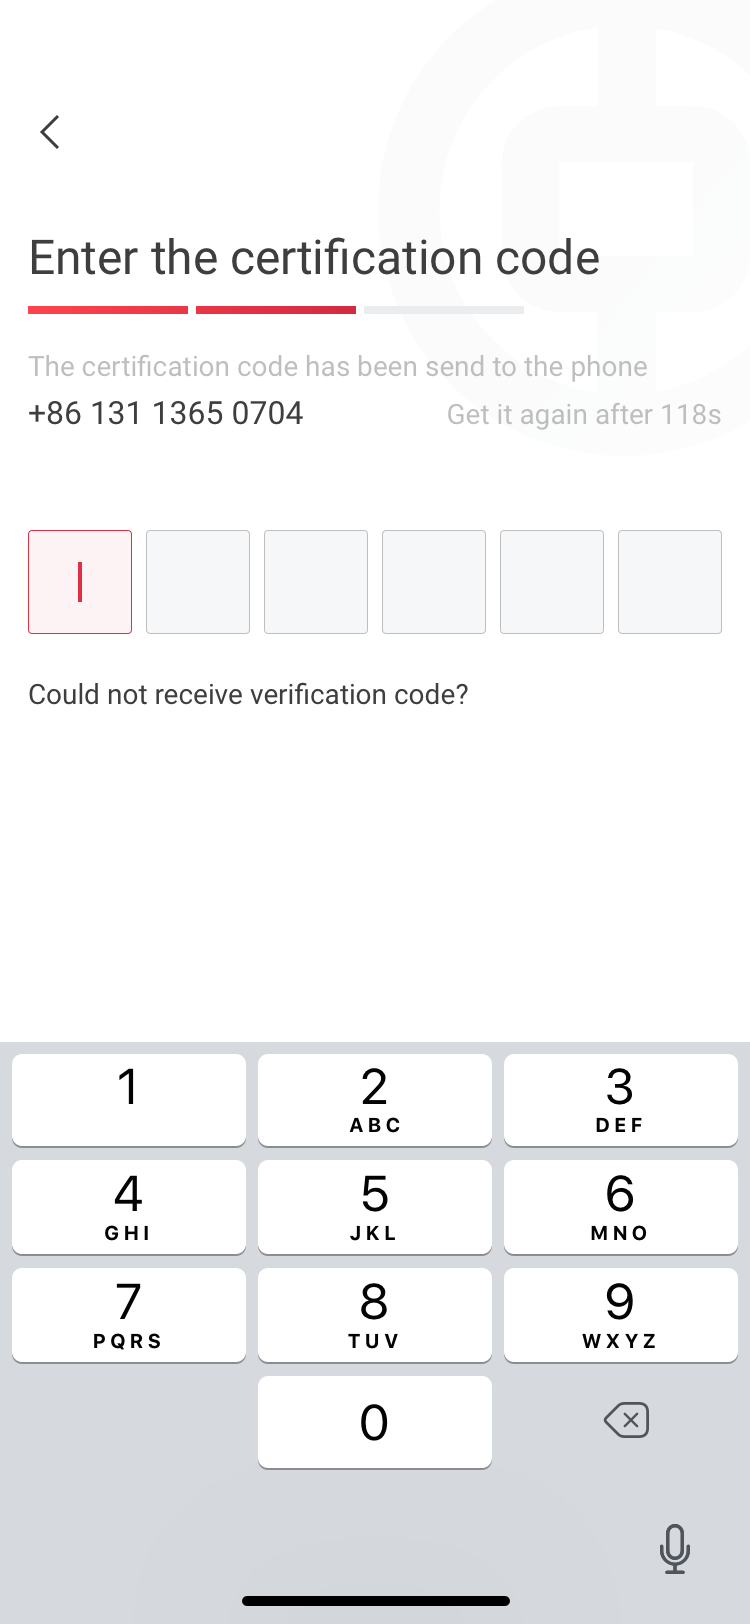 Enter the certification code
The certification code has been send to the phone
+86 131 1365 0704 Get it again after 118s
Could not receive verification code?
1 2 3
ABC DEF
4 5 6
GHI JKL MNO
7 8 9
PQRS TUV WXYZ
0